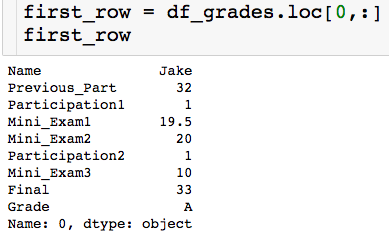 first_row = df_grades.loc[0,:]
first_row
Name Jake
Previous_Part 32
Participation1 1
Mini_Exam1 19.5
Mini_Exam2 20
Participation2 1
Mini_Exam3 10
Final 33
Grade A
Name: 0, dtype: object